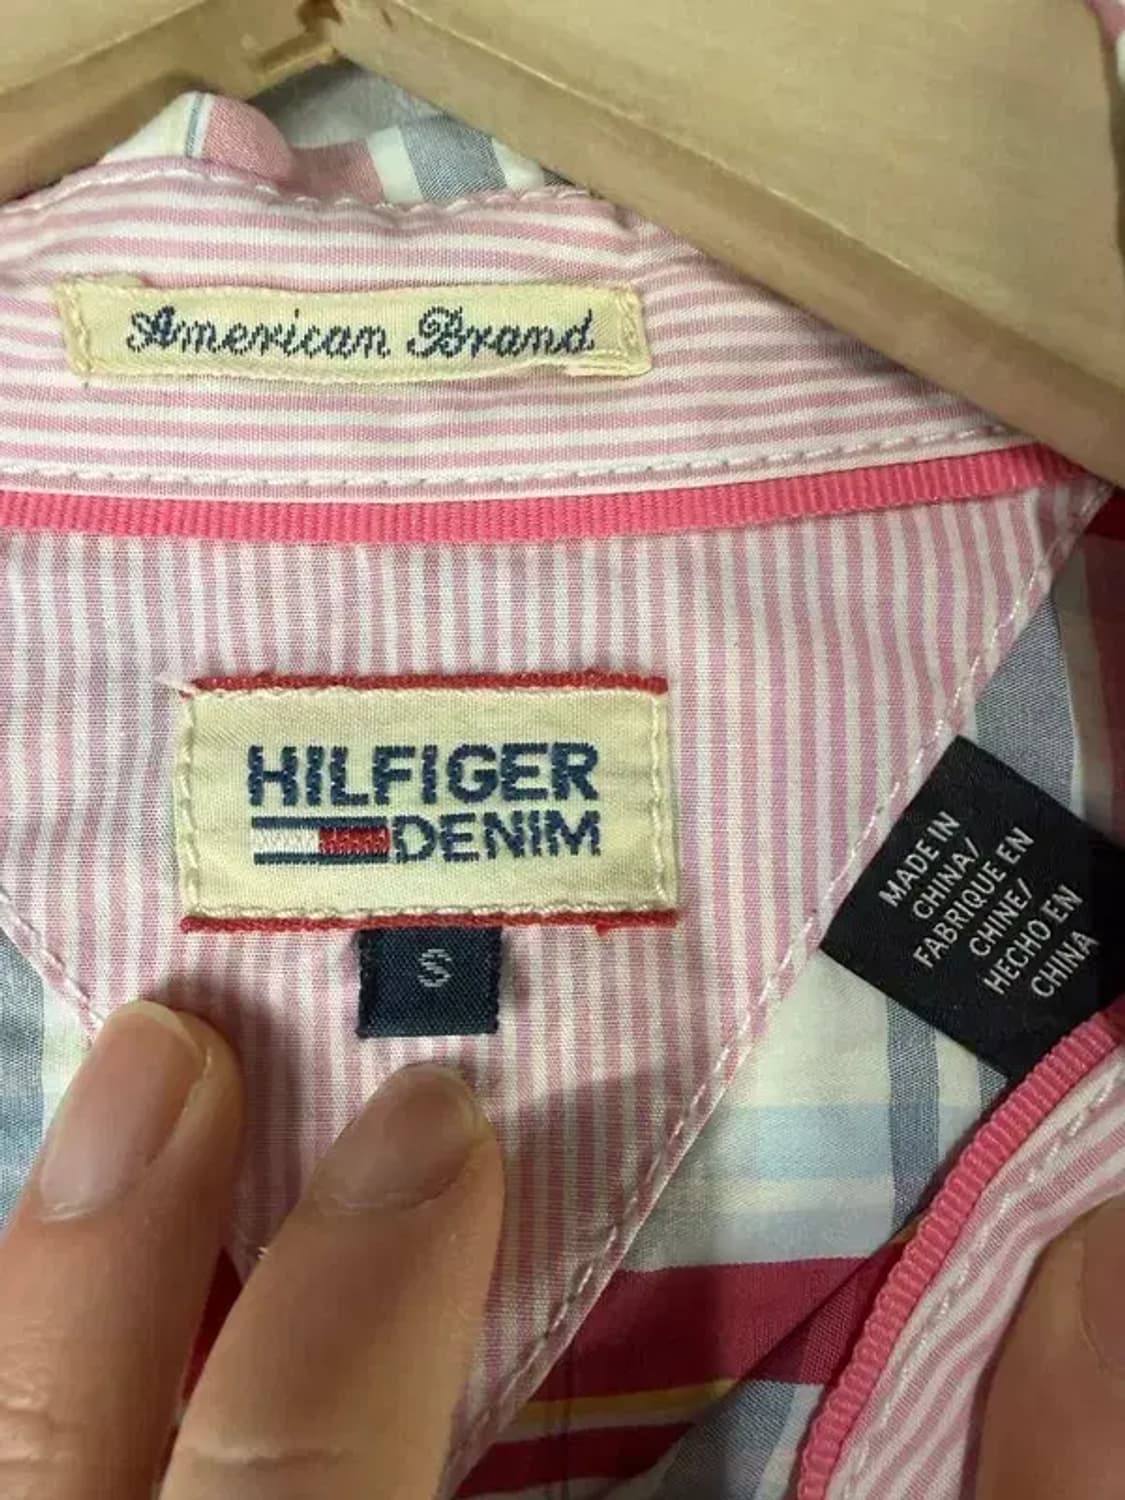 American Brand
HILFIGER
DENIM
S
MADE IN
CHINA/
FABRIQUE EN
CHINE/
HECHO EN
CHINA